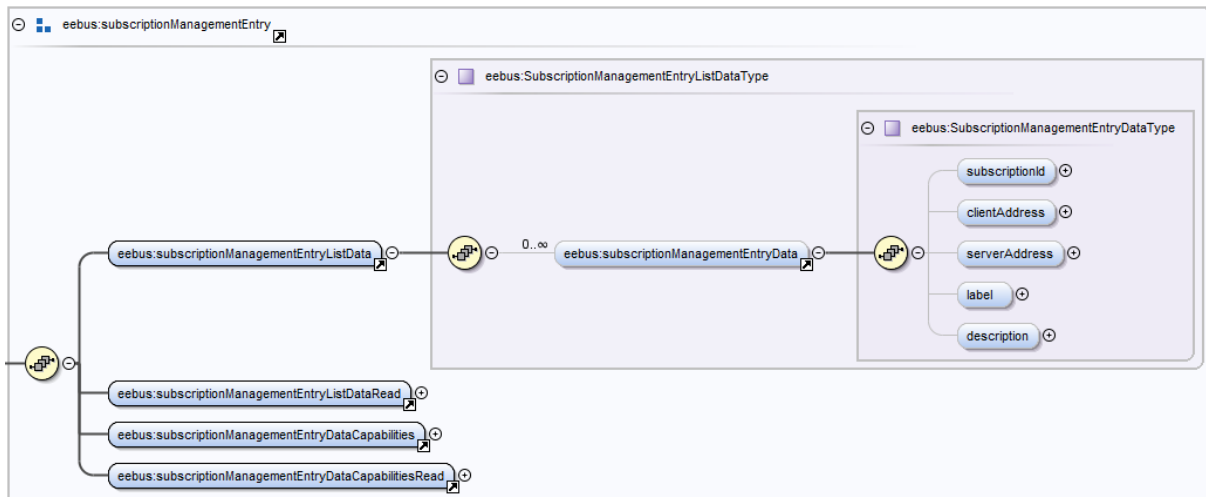 eebus:subscriptionManagementEntry
eebus:SubscriptionManagementEntryListDataType
eebus:SubscriptionManagementEntryDataType
subscriptionId
clientAddress
eebus:subscriptionManagementEntryListData
0..∞
eebus:subscriptionManagementEntryData
serverAddress
label
description
eebus:subscriptionManagementEntryListDataRead
eebus:subscriptionManagementEntryDataCapabilities
eebus:subscriptionManagementEntryDataCapabilitiesRead